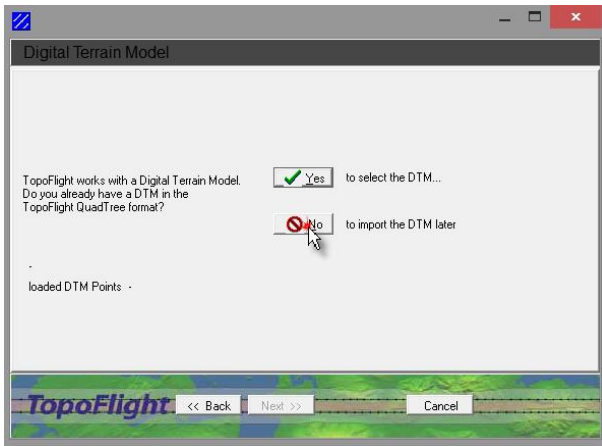 Digital Terrain Model
TopoFlight works with a Digital Terrain Model.
Do you already have a DTM in the
TopoFlight QuadTree format?
Yes to select the DTM...
No to import the DTM later
-
loaded DTM Points -
TopoFlight << Back Next >> Cancel